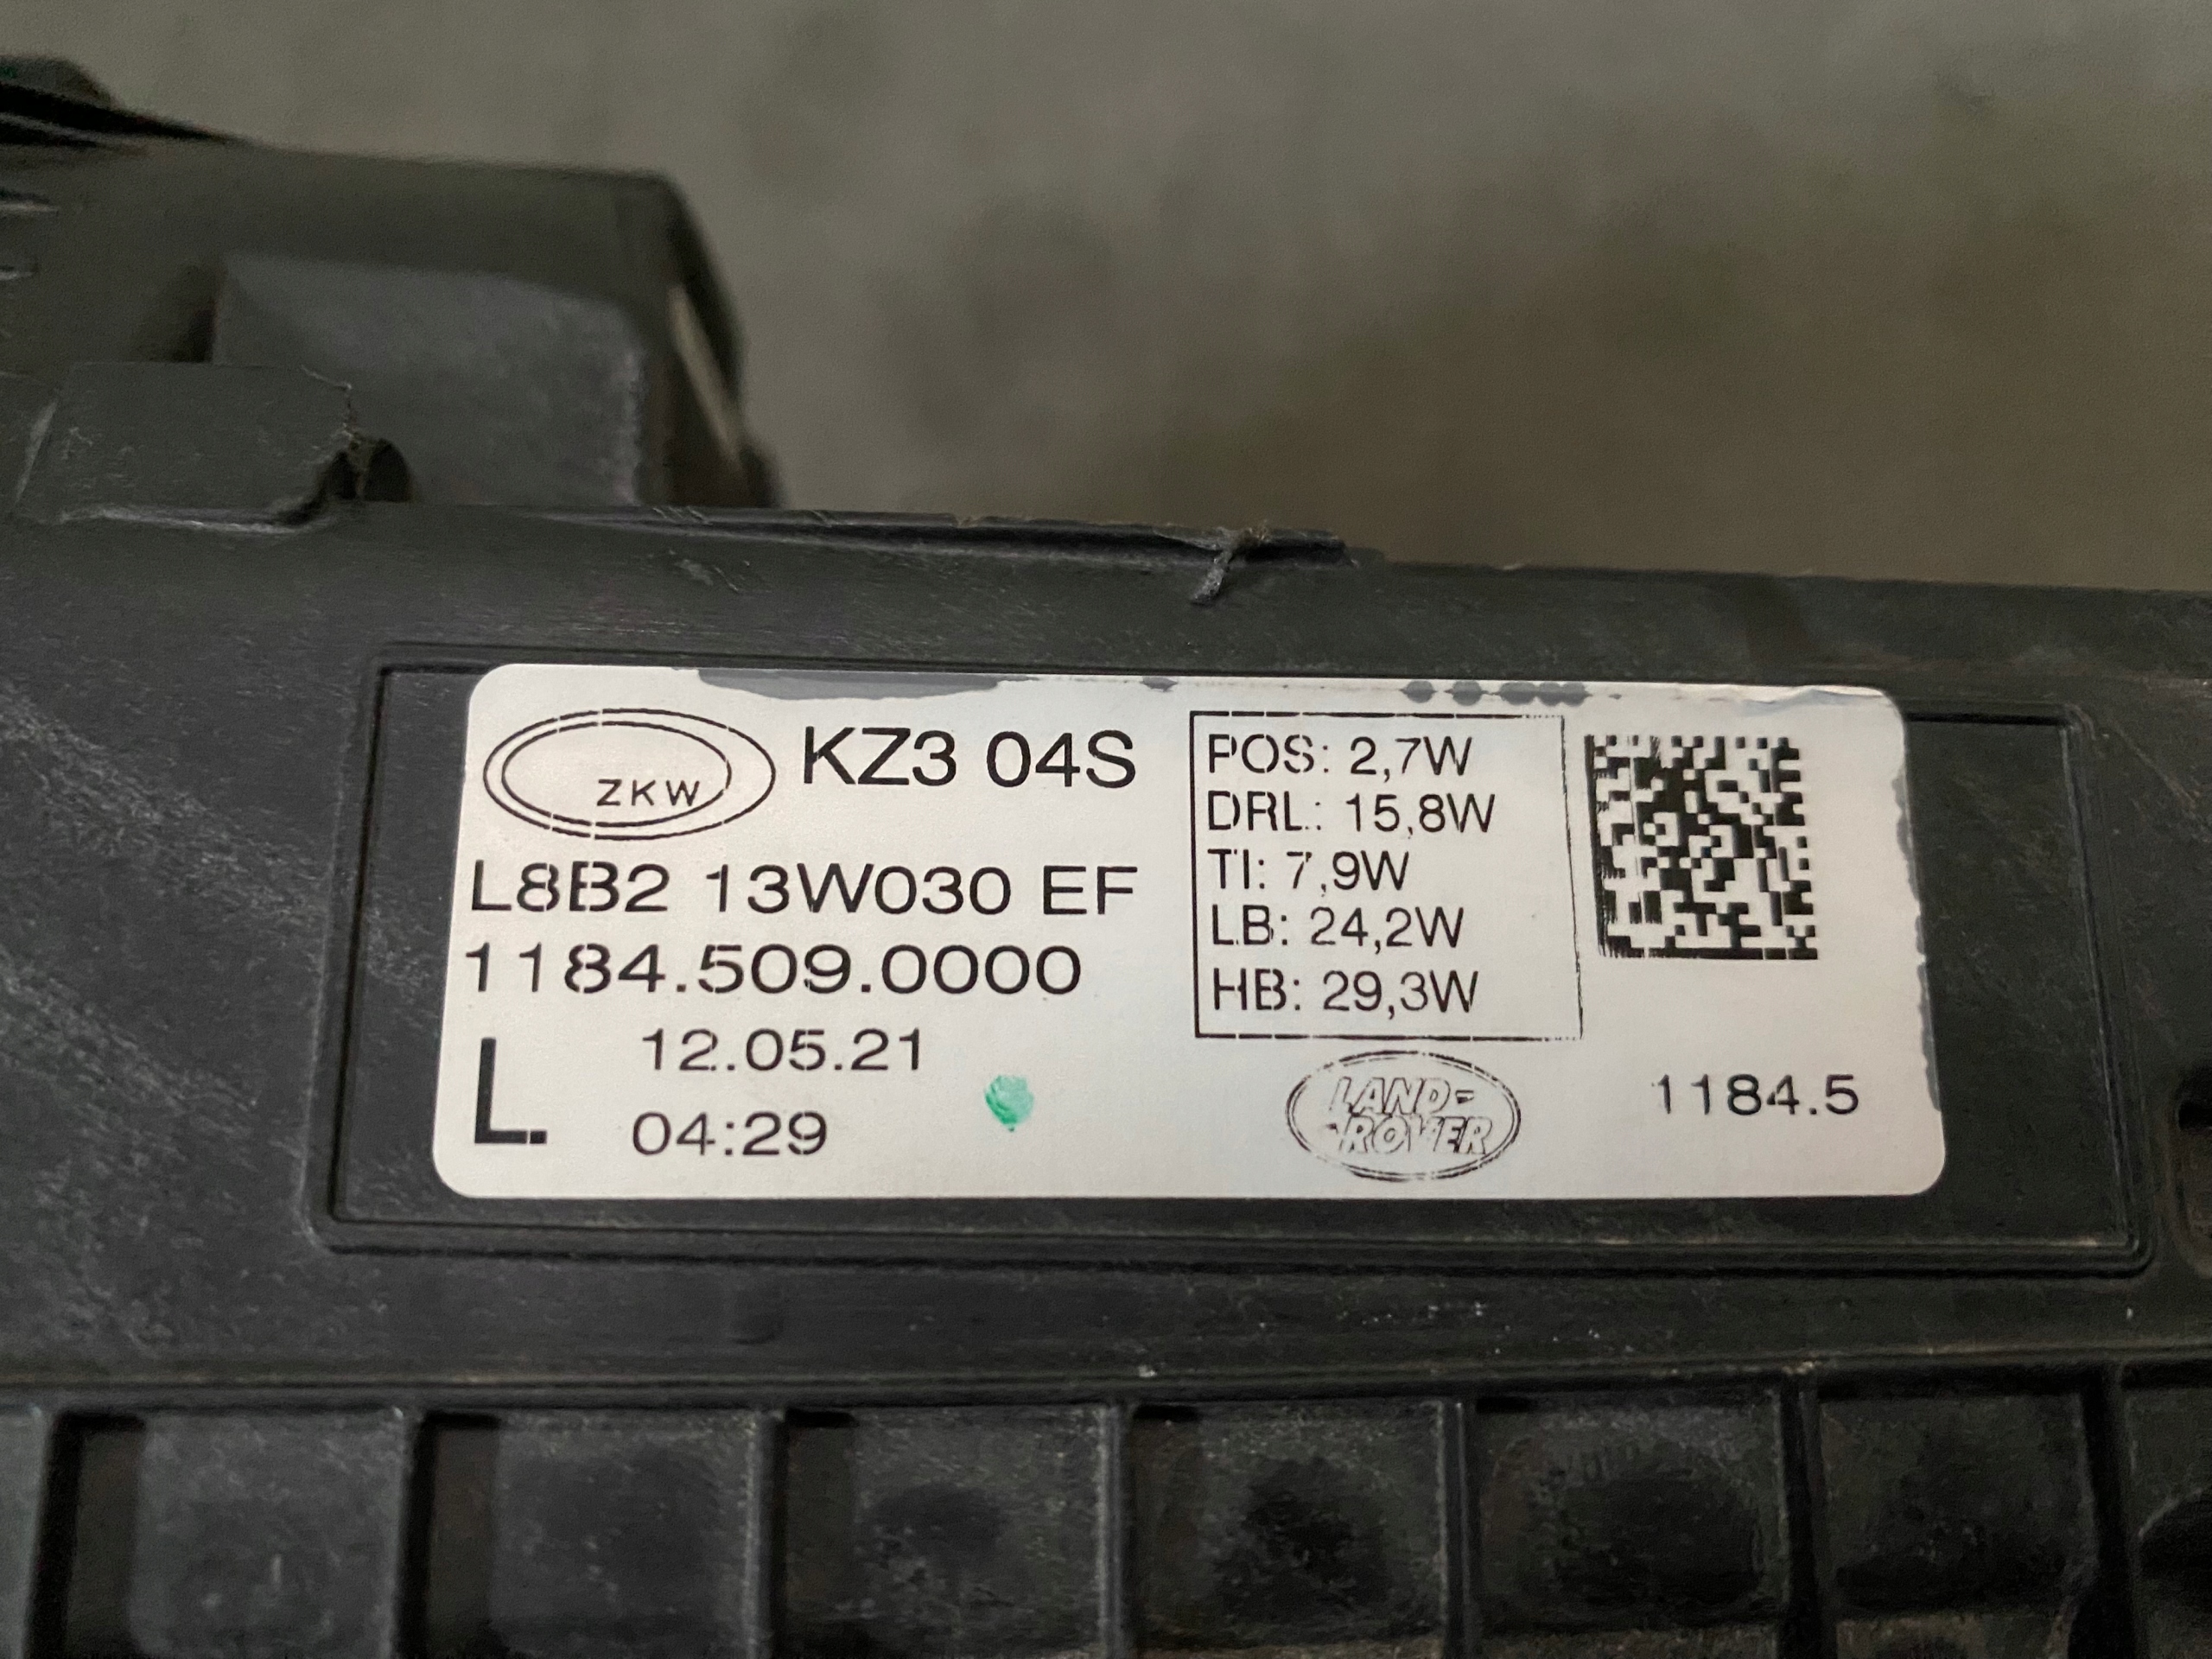 ZKW
KZ3 04S
L8B2 13W030 EF
1184.509.0000
L
12.05.21
04:29
POS: 2,7W
DRL: 15,8W
TI: 7,9W
LB: 24,2W
HB: 29,3W
LAND-
ROVER
1184.5